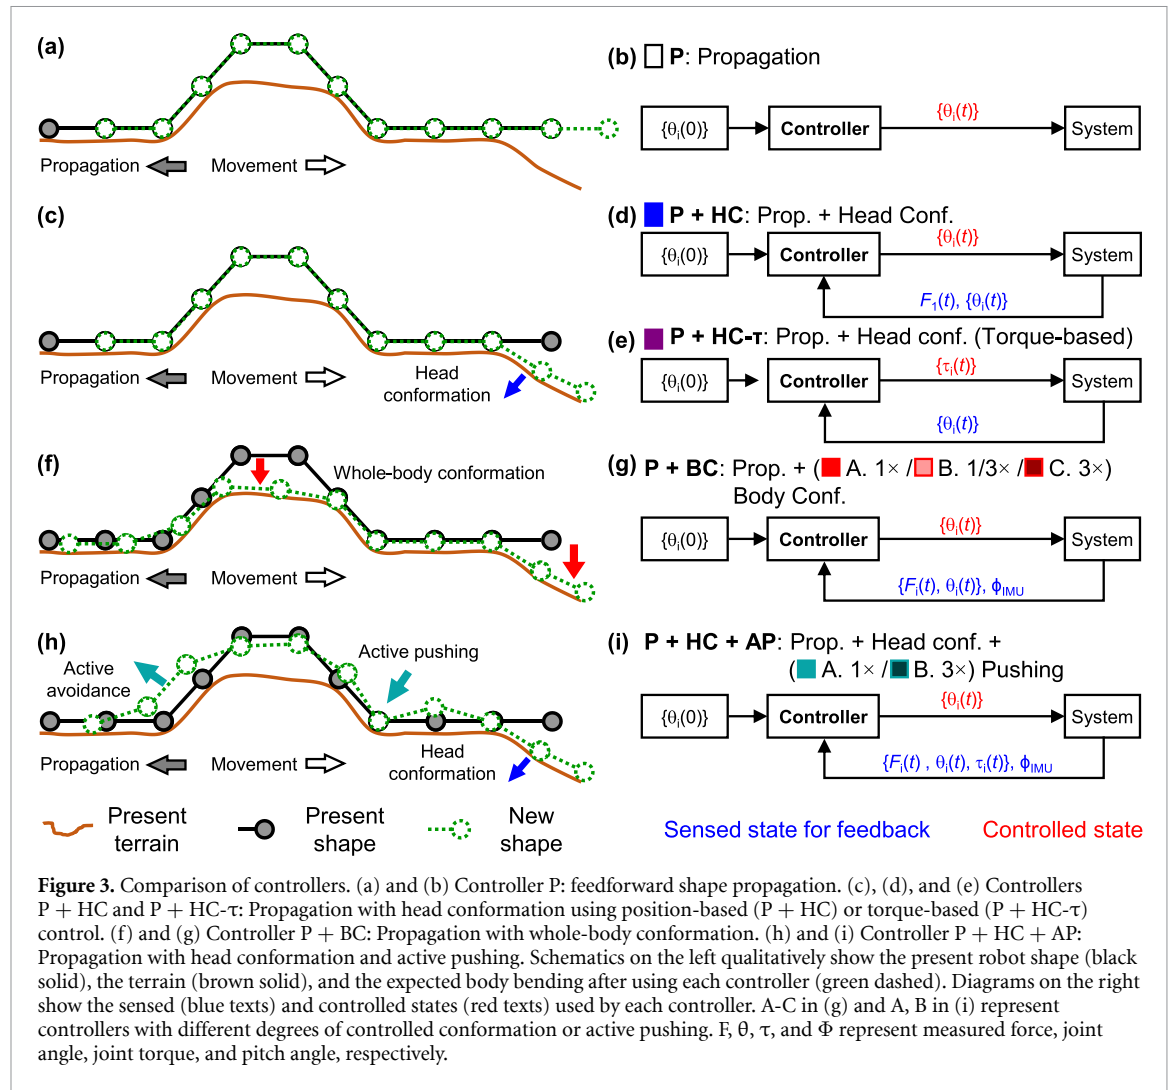 (a)
Propagation
Movement
(b) P: Propagation
{θi(0)}
Controller
{θi(t)}
System
(c)
Propagation
Movement
Head
conformation
(d) P + HC: Prop. + Head Conf.
{θi(0)}
Controller
{θi(t)}
System
F1(t), {θi(t)}
(e) P + HC-τ: Prop. + Head conf. (Torque-based)
{θi(0)}
Controller
{τi(t)}
System
{θi(t)}
(f)
Whole-body conformation
Propagation
Movement
(g) P + BC: Prop. + ( A. 1× / B. 1/3× / C. 3×)
Body Conf.
{θi(0)}
Controller
{θi(t)}
System
{Fi(t), θi(t)}, ϕIMU
(h)
Active
avoidance
Active pushing
Propagation
Movement
Head
conformation
(i) P + HC + AP: Prop. + Head conf. +
( A. 1× / B. 3×) Pushing
{θi(0)}
Controller
{θi(t)}
System
{Fi(t) , θi(t), τi(t)}, ϕIMU
Present
terrain
Present
shape
New
shape
Sensed state for feedback
Controlled state
Figure 3. Comparison of controllers. (a) and (b) Controller P: feedforward shape propagation. (c), (d), and (e) Controllers
P + HC and P + HC-τ: Propagation with head conformation using position-based (P + HC) or torque-based (P + HC-τ)
control. (f) and (g) Controller P + BC: Propagation with whole-body conformation. (h) and (i) Controller P + HC + AP:
Propagation with head conformation and active pushing. Schematics on the left qualitatively show the present robot shape (black
solid), the terrain (brown solid), and the expected body bending after using each controller (green dashed). Diagrams on the right
show the sensed (blue texts) and controlled states (red texts) used by each controller. A-C in (g) and A, B in (i) represent
controllers with different degrees of controlled conformation or active pushing. F, θ, τ, and Φ represent measured force, joint
angle, joint torque, and pitch angle, respectively.